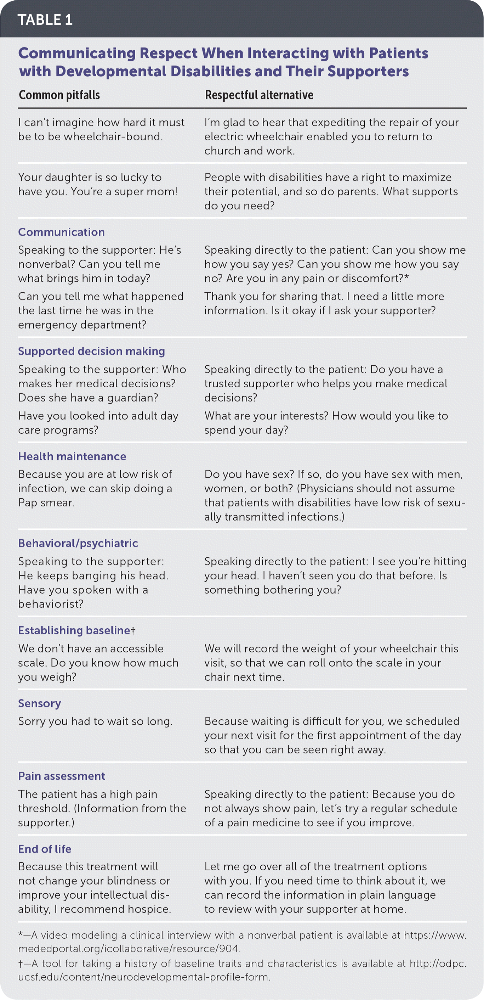 TABLE 1
Communicating Respect When Interacting with Patients
with Developmental Disabilities and Their Supporters
Common pitfalls
Respectful alternative
I can’t imagine how hard it must
be to be wheelchair-bound.
I’m glad to hear that expediting the repair of your
electric wheelchair enabled you to return to
church and work.
Your daughter is so lucky to
have you. You’re a super mom!
People with disabilities have a right to maximize
their potential, and so do parents. What supports
do you need?
Communication
Speaking to the supporter: He’s
nonverbal? Can you tell me
what brings him in today?
Speaking directly to the patient: Can you show me
how you say yes? Can you show me how you say
no? Are you in any pain or discomfort?*
Can you tell me what happened
the last time he was in the
emergency department?
Thank you for sharing that. I need a little more
information. Is it okay if I ask your supporter?
Supported decision making
Speaking to the supporter: Who
makes her medical decisions?
Does she have a guardian?
Speaking directly to the patient: Do you have a
trusted supporter who helps you make medical
decisions?
Have you looked into adult day
care programs?
What are your interests? How would you like to
spend your day?
Health maintenance
Because you are at low risk of
infection, we can skip doing a
Pap smear.
Do you have sex? If so, do you have sex with men,
women, or both? (Physicians should not assume
that patients with disabilities have low risk of sexu-
ally transmitted infections.)
Behavioral/psychiatric
Speaking to the supporter:
He keeps banging his head.
Have you spoken with a
behaviorist?
Speaking directly to the patient: I see you’re hitting
your head. I haven’t seen you do that before. Is
something bothering you?
Establishing baseline†
We don’t have an accessible
scale. Do you know how much
you weigh?
We will record the weight of your wheelchair this
visit, so that we can roll onto the scale in your
chair next time.
Sensory
Sorry you had to wait so long.
Because waiting is difficult for you, we scheduled
your next visit for the first appointment of the day
so that you can be seen right away.
Pain assessment
The patient has a high pain
threshold. (Information from the
supporter.)
Speaking directly to the patient: Because you do
not always show pain, let’s try a regular schedule
of a pain medicine to see if you improve.
End of life
Because this treatment will
not change your blindness or
improve your intellectual dis-
ability, I recommend hospice.
Let me go over all of the treatment options
with you. If you need time to think about it, we
can record the information in plain language
to review with your supporter at home.
*—A video modeling a clinical interview with a nonverbal patient is available at https://www.
mededportal.org/icollaborative/resource/904.
†—A tool for taking a history of baseline traits and characteristics is available at http://odpc.
ucsf.edu/content/neurodevelopmental-profile-form.